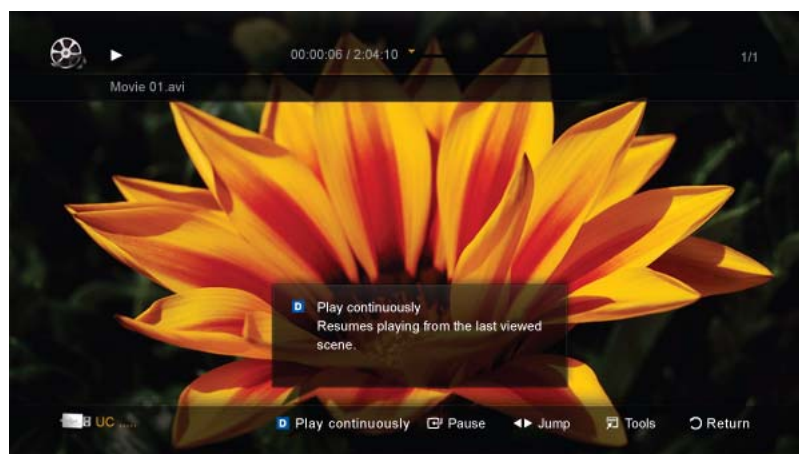 00:00:06 / 2:04:10
1/1
Movie 01.avi
D Play continuously
Resumes playing from the last viewed
scene.
UC .....
D Play continuously Pause Jump Tools Return